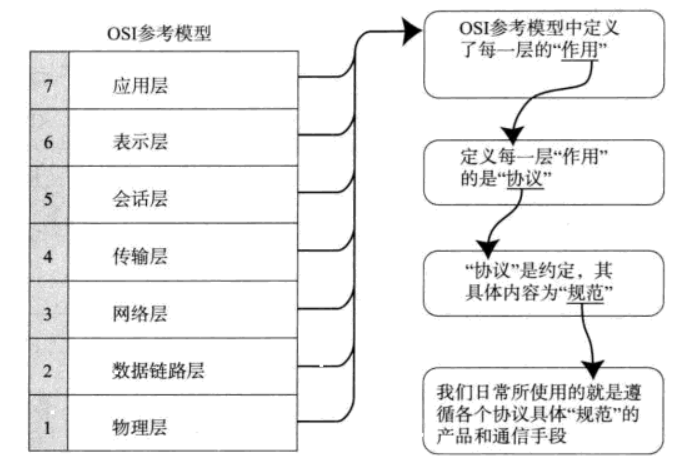 OSI参考模型
7 应用层
6 表示层
5 会话层
4 传输层
3 网络层
2 数据链路层
1 物理层
OSI参考模型中定义
了每一层的“作用”
定义每一层“作用”
的是“协议”
“协议”是约定，其
具体内容为“规范”
我们日常所使用的就是遵
循各个协议具体“规范”的
产品和通信手段